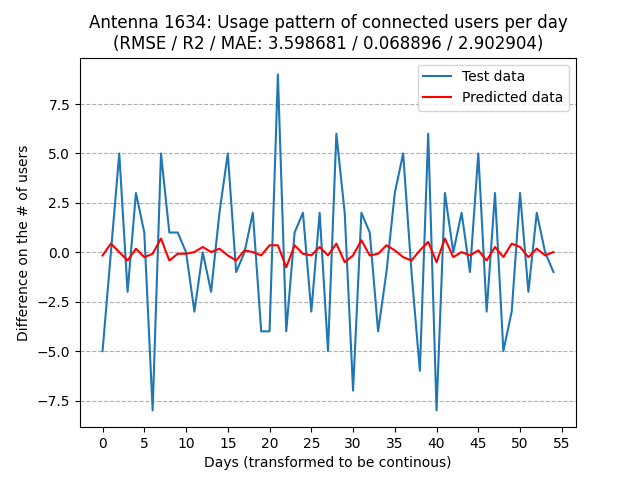 Antenna 1634: Usage pattern of connected users per day
(RMSE / R2 / MAE: 3.598681 / 0.068896 / 2.902904)
Test data
Predicted data
7.5
5.0
2.5
0.0
−2.5
−5.0
−7.5
Difference on the # of users
0 5 10 15 20 25 30 35 40 45 50 55
Days (transformed to be continous)